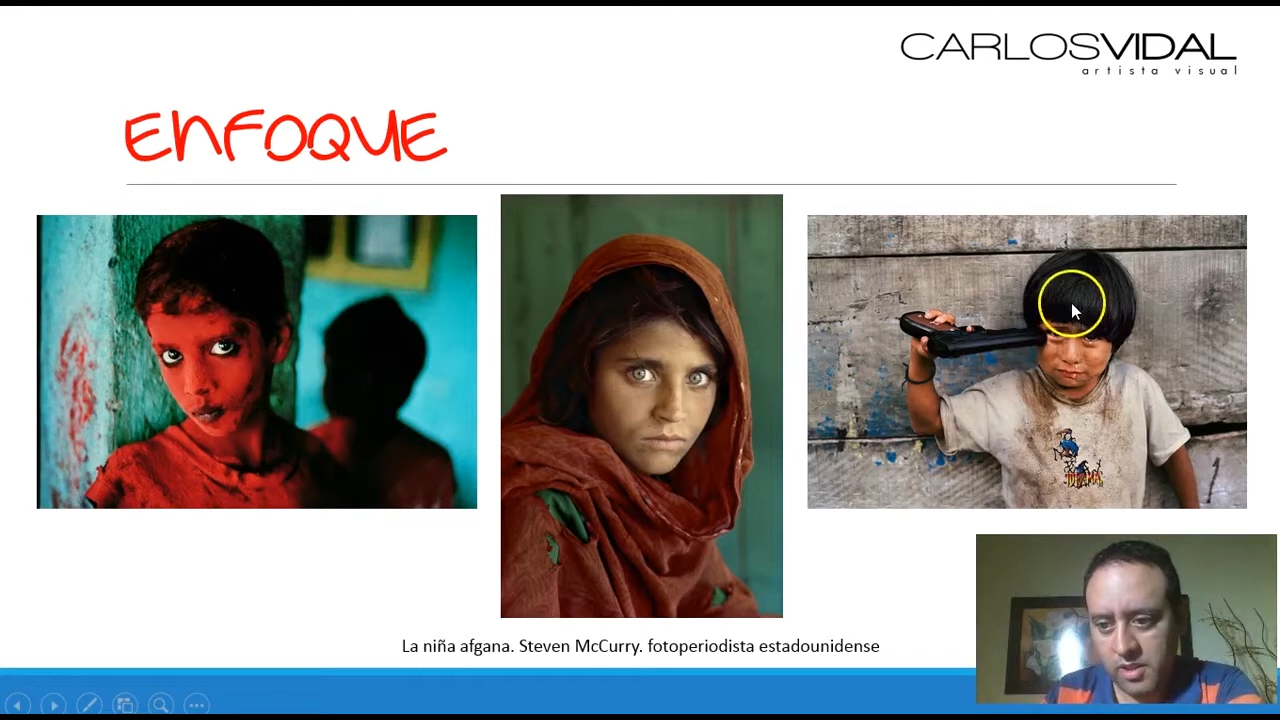 CARLOSVIDAL
artista visual
ENFOQUE
La niña afgana. Steven McCurry. fotoperiodista estadounidense